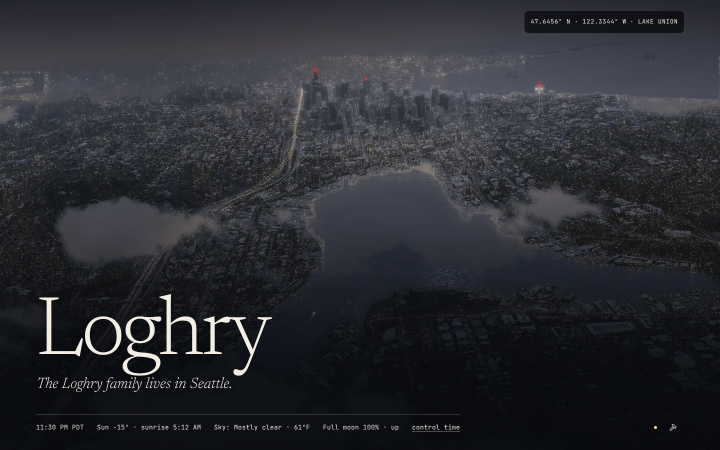 47.6456° N · 122.3344° W · LAKE UNION
Loghry
The Loghry family lives in Seattle.
11:30 PM PDT Sun -15° · sunrise 5:12 AM Sky: Mostly clear · 61°F Full moon 100% · up control time